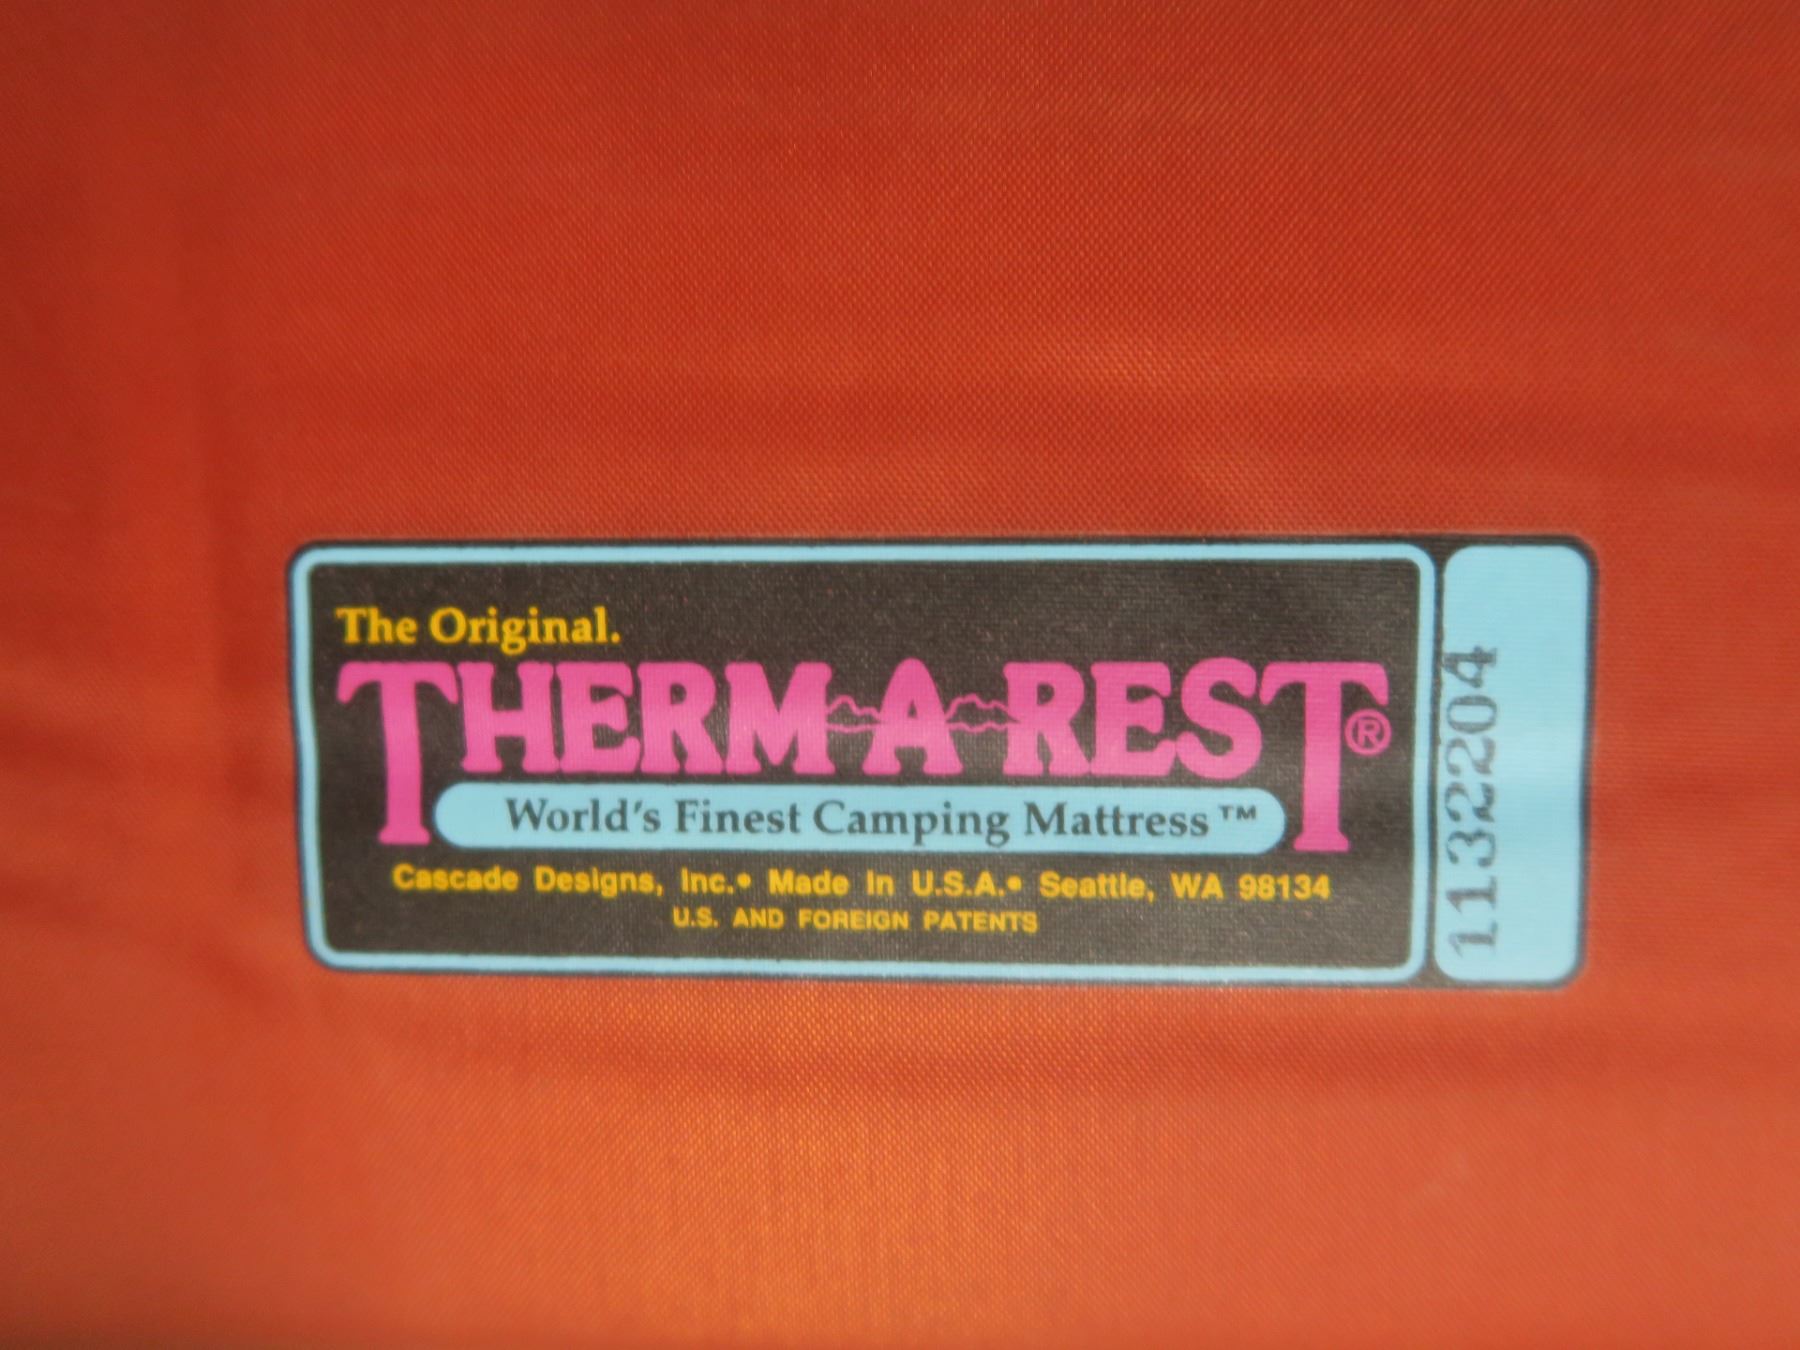 The Original.
THERM-A-REST®
World's Finest Camping Mattress™
Cascade Designs, Inc.• Made In U.S.A.• Seattle, WA 98134
U.S. AND FOREIGN PATENTS
1132204